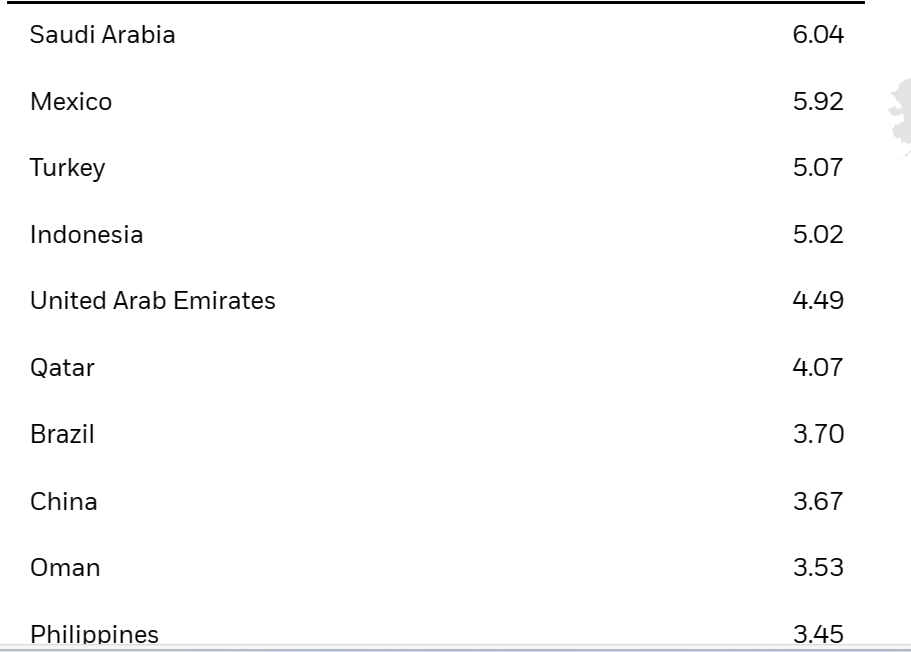 Saudi Arabia 6.04
Mexico 5.92
Turkey 5.07
Indonesia 5.02
United Arab Emirates 4.49
Qatar 4.07
Brazil 3.70
China 3.67
Oman 3.53
Philippines 3.45